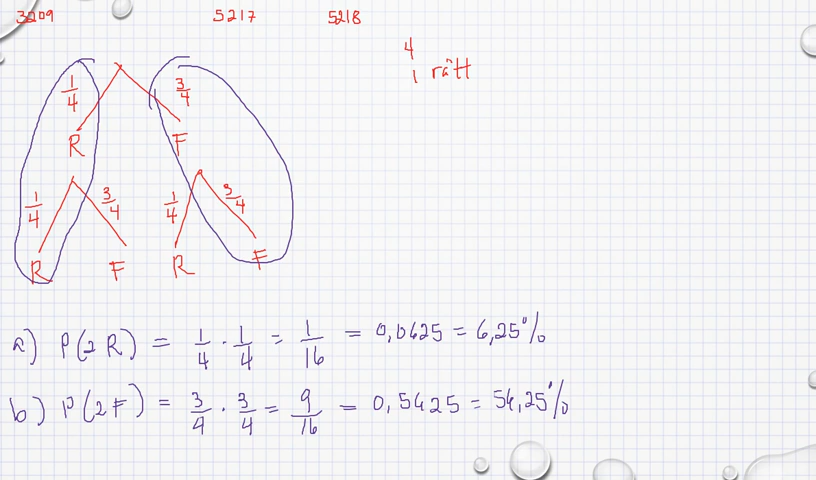 3209 5217 5218
4
1 rätt
1/4 3/4
R F
1/4 3/4 1/4 3/4
R F R F
a) P(2R) = 1/4 · 1/4 = 1/16 = 0,0625 = 6,25%
b) P(2F) = 3/4 · 3/4 = 9/16 = 0,5425 = 54,25%